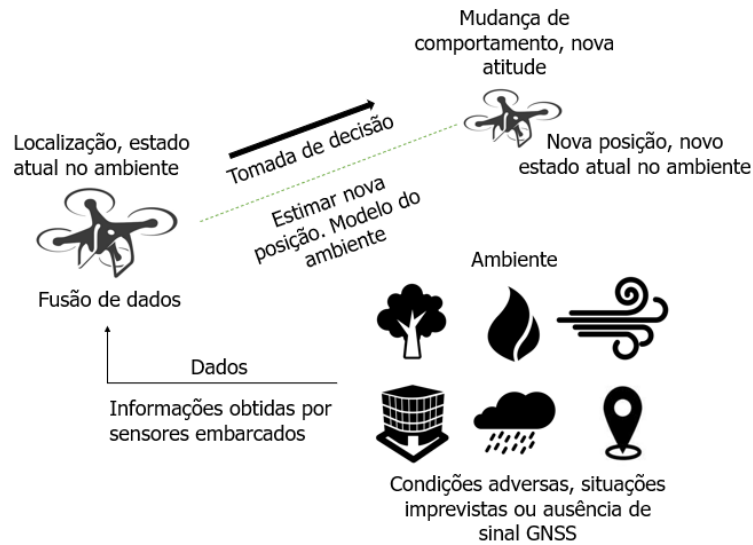 Mudança de
comportamento, nova
atitude
Localização, estado
atual no ambiente
Tomada de decisão
Nova posição, novo
estado atual no ambiente
Estimar nova
posição. Modelo do
ambiente
Fusão de dados
Ambiente
Dados
Informações obtidas por
sensores embarcados
Condições adversas, situações
imprevistas ou ausência de
sinal GNSS